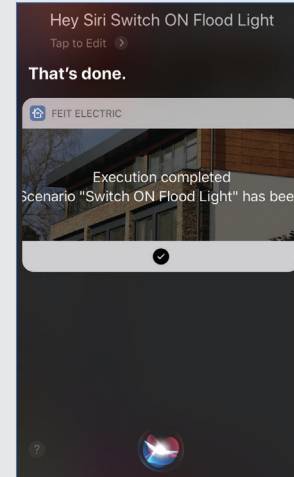 Hey Siri Switch ON Flood Light
Tap to Edit
That's done.
FEIT ELECTRIC
Execution completed
Scenario "Switch ON Flood Light" has bee
?